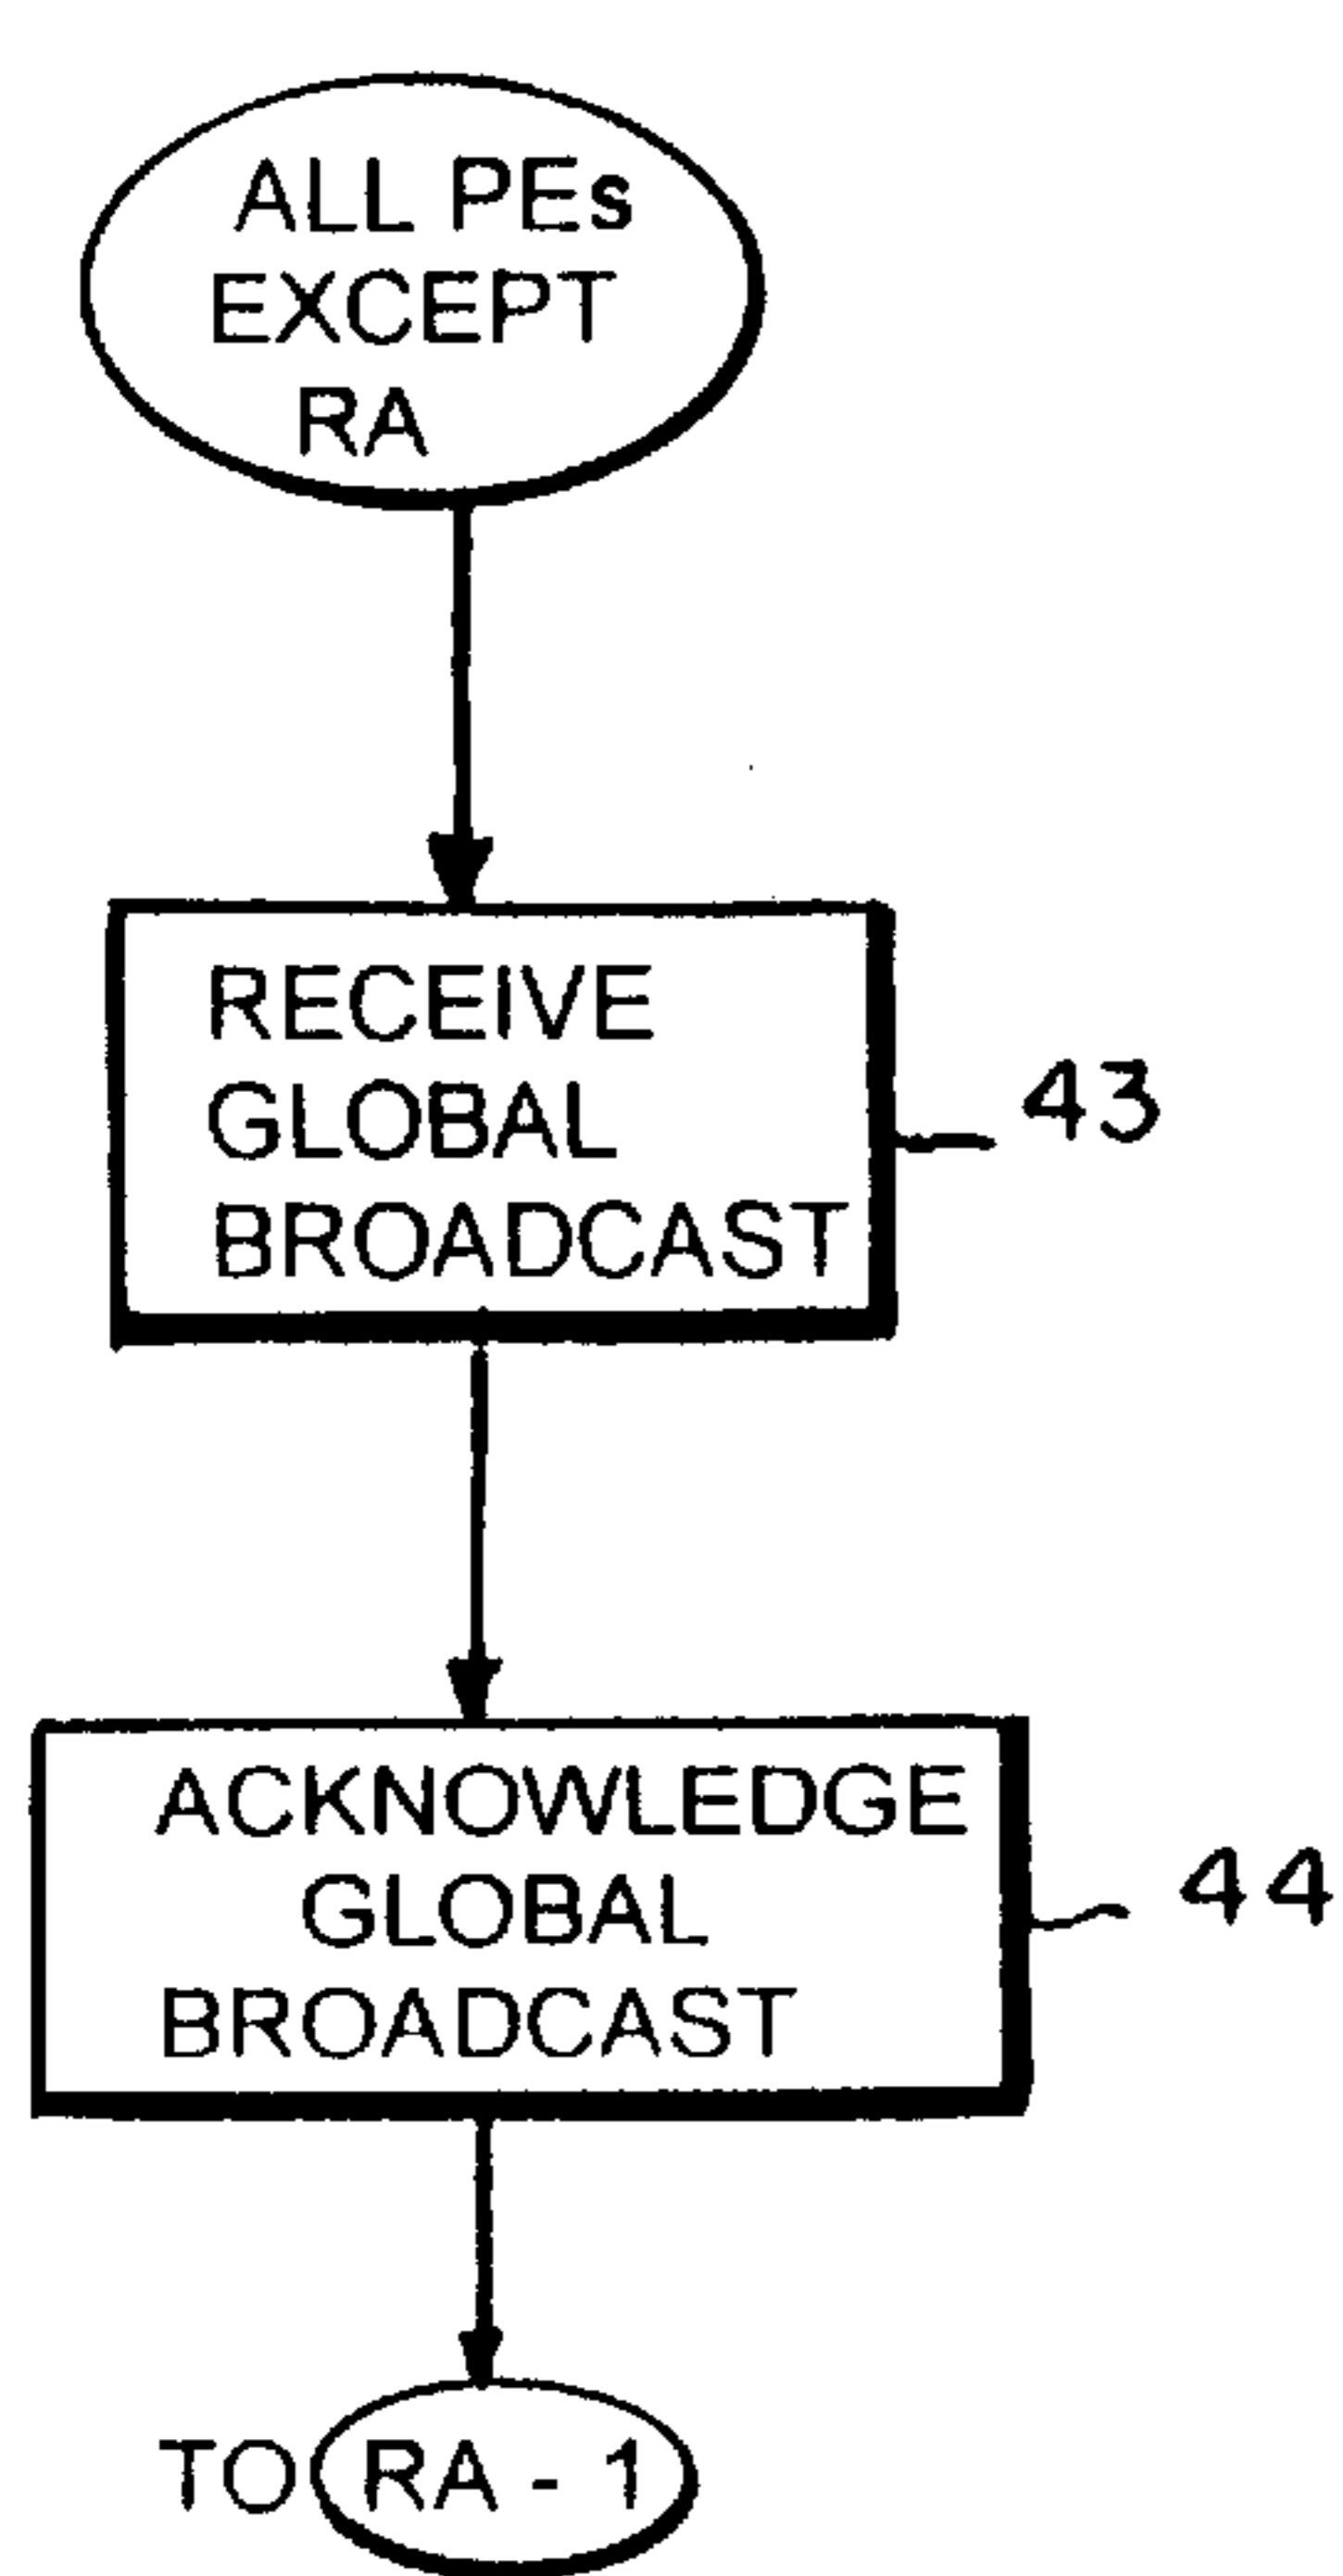 ALL PEs
EXCEPT
RA
RECEIVE
GLOBAL
BROADCAST
43
ACKNOWLEDGE
GLOBAL
BROADCAST
44
TO RA - 1